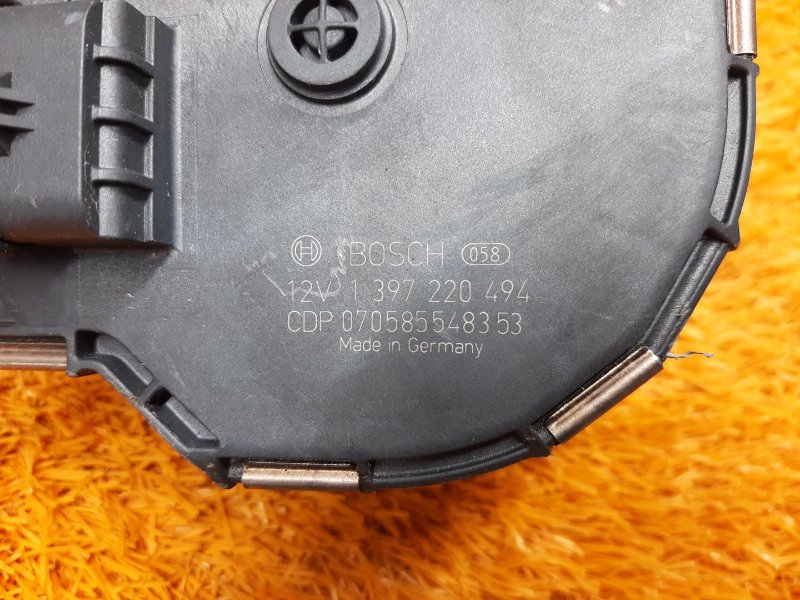 BOSCH 058
12V 1 397 220 494
CDP 070585548353
Made in Germany